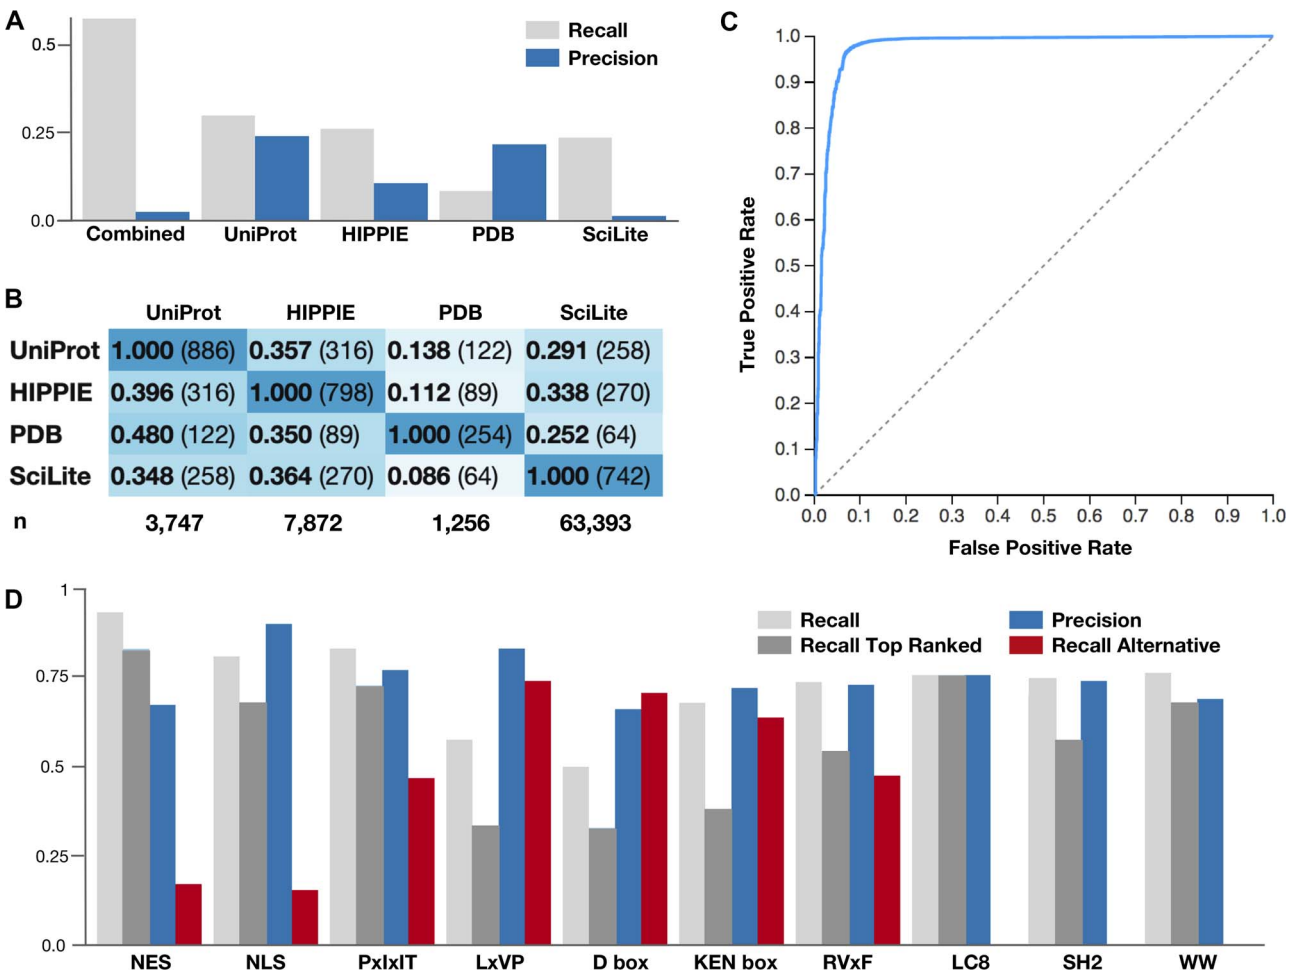 A
Recall
Precision
0.5
0.25
0.0
Combined UniProt HIPPIE PDB SciLite
B
UniProt HIPPIE PDB SciLite
UniProt 1.000 (886) 0.357 (316) 0.138 (122) 0.291 (258)
HIPPIE 0.396 (316) 1.000 (798) 0.112 (89) 0.338 (270)
PDB 0.480 (122) 0.350 (89) 1.000 (254) 0.252 (64)
SciLite 0.348 (258) 0.364 (270) 0.086 (64) 1.000 (742)
n 3,747 7,872 1,256 63,393
C
True Positive Rate
1.0
0.9
0.8
0.7
0.6
0.5
0.4
0.3
0.2
0.1
0.0
0.0 0.1 0.2 0.3 0.4 0.5 0.6 0.7 0.8 0.9 1.0
False Positive Rate
D
Recall Precision
Recall Top Ranked Recall Alternative
1
0.75
0.5
0.25
0.0
NES NLS PxIxIT LxVP D box KEN box RVxF LC8 SH2 WW